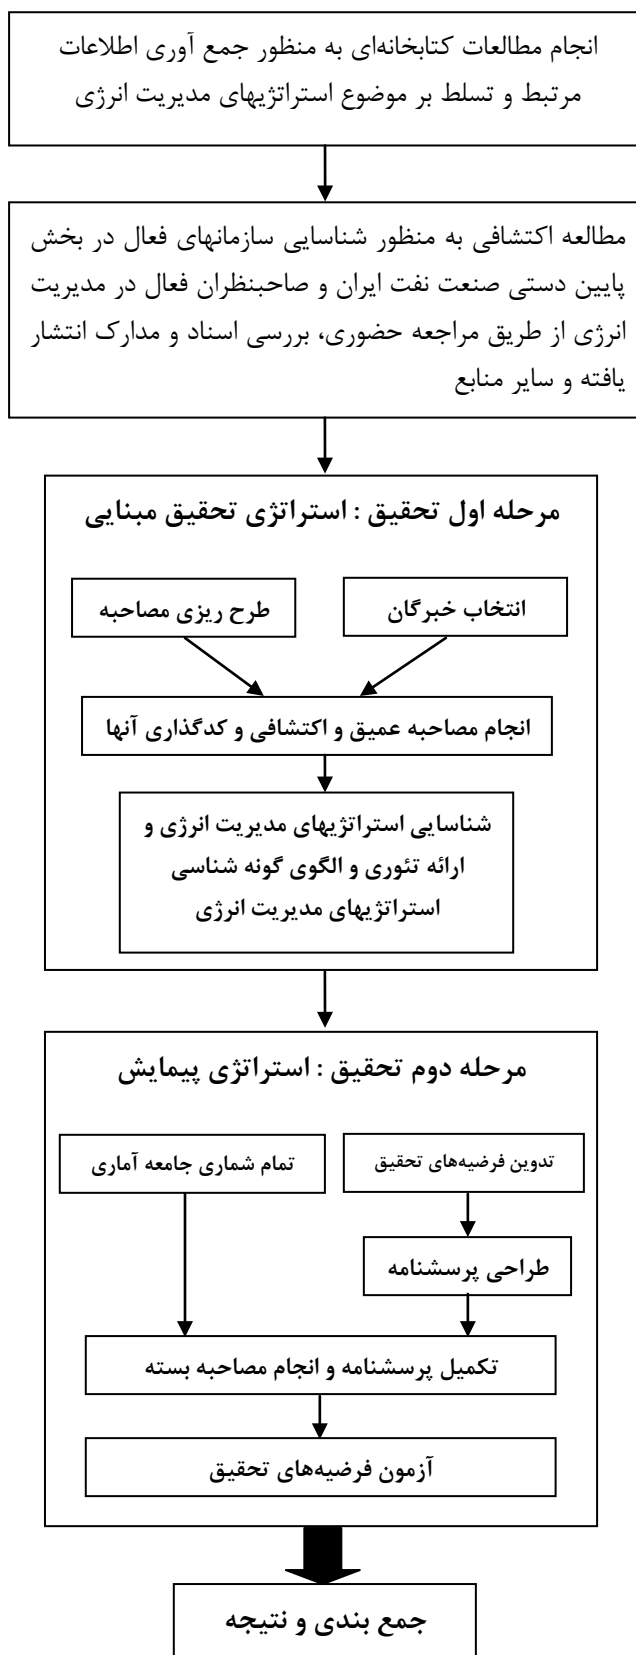 انجام مطالعات کتابخانه‌ای به منظور جمع آوری اطلاعات
مرتبط و تسلط بر موضوع استراتژیهای مدیریت انرژی
مطالعه اکتشافی به منظور شناسایی سازمانهای فعال در بخش
پایین دستی صنعت نفت ایران و صاحبنظران فعال در مدیریت
انرژی از طریق مراجعه حضوری، بررسی اسناد و مدارک انتشار
یافته و سایر منابع
مرحله اول تحقیق : استراتژی تحقیق مبنایی
انتخاب خبرگان
طرح ریزی مصاحبه
انجام مصاحبه عمیق و اکتشافی و کدگذاری آنها
شناسایی استراتژیهای مدیریت انرژی و
ارائه تئوری و الگوی گونه شناسی
استراتژیهای مدیریت انرژی
مرحله دوم تحقیق : استراتژی پیمایش
تدوین فرضیه‌های تحقیق
تمام شماری جامعه آماری
طراحی پرسشنامه
تکمیل پرسشنامه و انجام مصاحبه بسته
آزمون فرضیه‌های تحقیق
جمع بندی و نتیجه